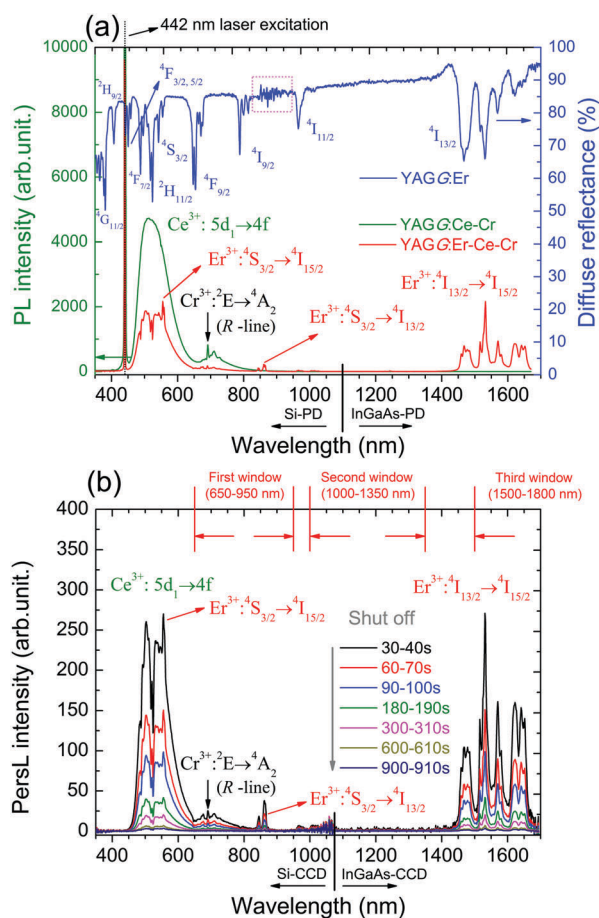 (a)
442 nm laser excitation
10000
8000
6000
4000
2000
0
PL intensity (arb.unit.)
100
90
80
70
60
50
40
30
20
10
0
Diffuse reflectance (%)
²H₉/₂
⁴F₃/₂, ₅/₂
⁴G₁₁/₂
⁴F₇/₂
⁴S₃/₂
²H₁₁/₂
⁴F₉/₂
⁴I₉/₂
⁴I₁₁/₂
⁴I₁₃/₂
YAGG:Er
YAGG:Ce-Cr
YAGG:Er-Ce-Cr
Ce³⁺: 5d₁→4f
Er³⁺:⁴S₃/₂→⁴I₁₅/₂
Cr³⁺:²E→⁴A₂
(R -line)
Er³⁺:⁴S₃/₂→⁴I₁₃/₂
Er³⁺:⁴I₁₃/₂→⁴I₁₅/₂
Si-PD
InGaAs-PD
400 600 800 1000 1200 1400 1600
Wavelength (nm)
(b)
First window
(650-950 nm)
Second window
(1000-1350 nm)
Third window
(1500-1800 nm)
400
350
300
250
200
150
100
50
0
PersL intensity (arb.unit.)
Ce³⁺: 5d₁→4f
Er³⁺:⁴S₃/₂→⁴I₁₅/₂
Er³⁺:⁴I₁₃/₂→⁴I₁₅/₂
Shut off
30-40s
60-70s
90-100s
180-190s
300-310s
600-610s
900-910s
Cr³⁺:²E→⁴A₂
(R -line)
Er³⁺:⁴S₃/₂→⁴I₁₃/₂
Si-CCD
InGaAs-CCD
400 600 800 1000 1200 1400 1600
Wavelength (nm)